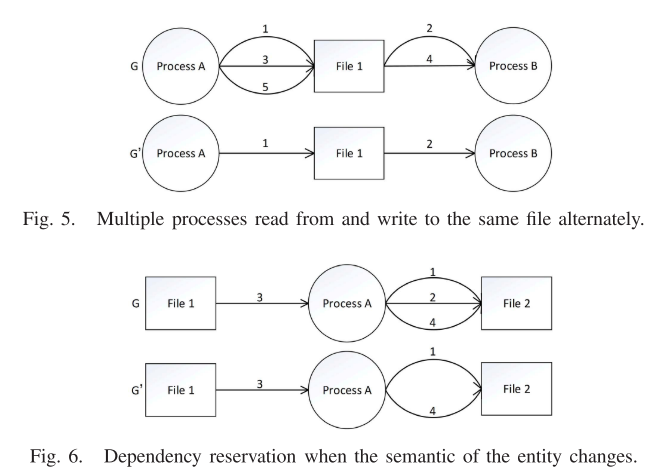 1
2
G
Process A
3
File 1
4
Process B
5
G'
Process A
1
File 1
2
Process B
Fig. 5. Multiple processes read from and write to the same file alternately.
1
G
File 1
3
Process A
2
File 2
4
1
G'
File 1
3
Process A
File 2
4
Fig. 6. Dependency reservation when the semantic of the entity changes.